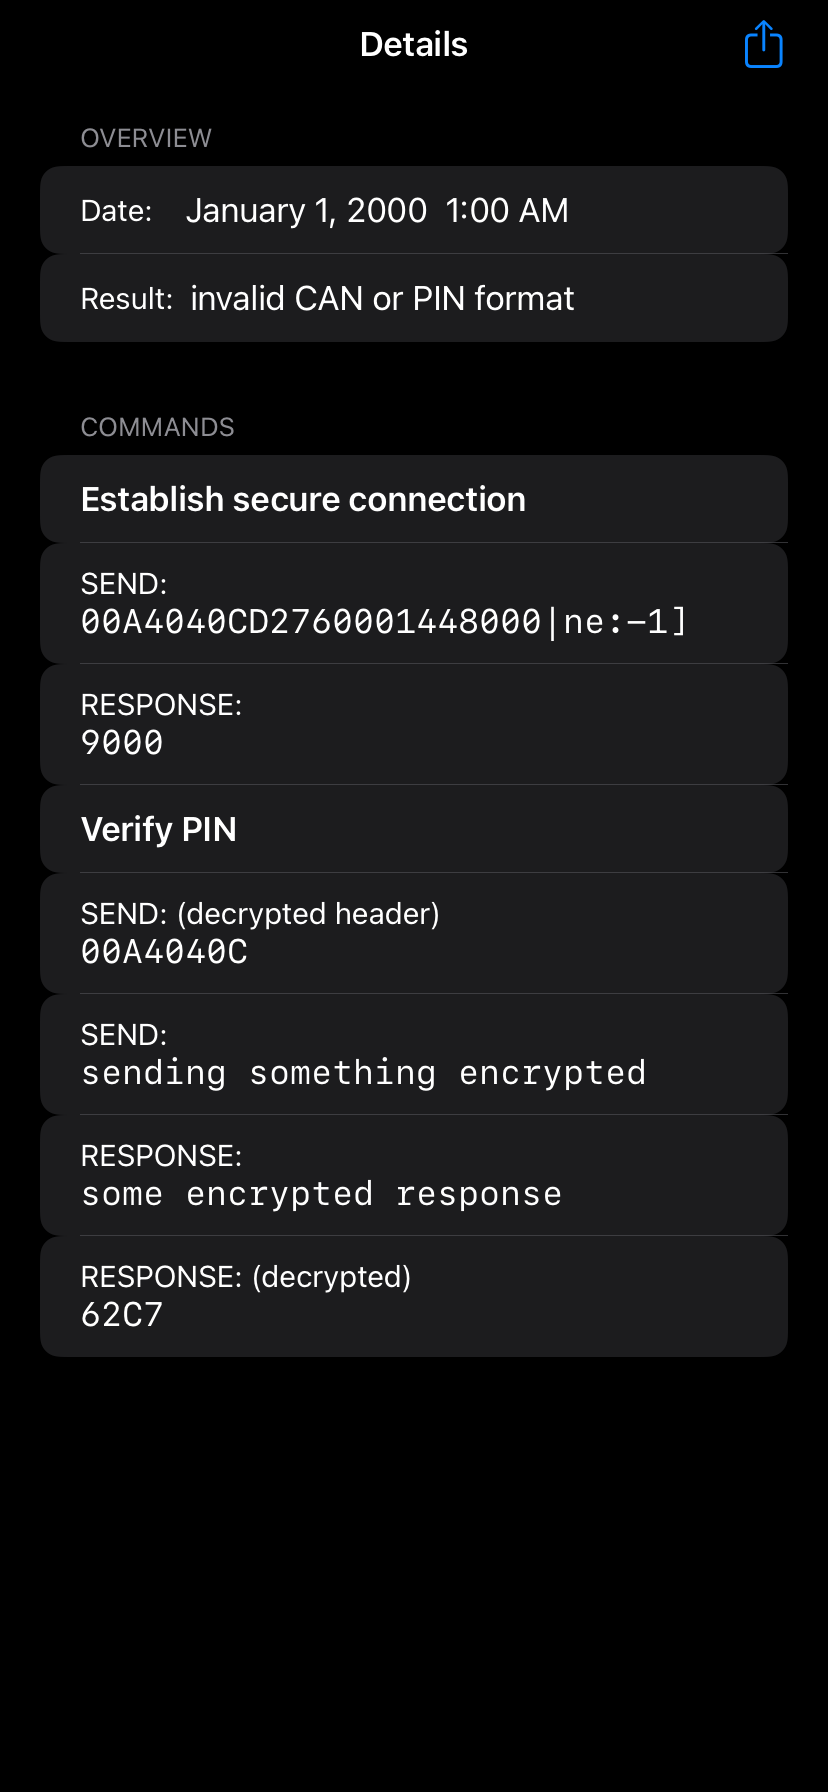 Details
OVERVIEW
Date: January 1, 2000 1:00 AM
Result: invalid CAN or PIN format
COMMANDS
Establish secure connection
SEND:
00A4040CD2760001448000|ne:–1]
RESPONSE:
9000
Verify PIN
SEND: (decrypted header)
00A4040C
SEND:
sending something encrypted
RESPONSE:
some encrypted response
RESPONSE: (decrypted)
62C7